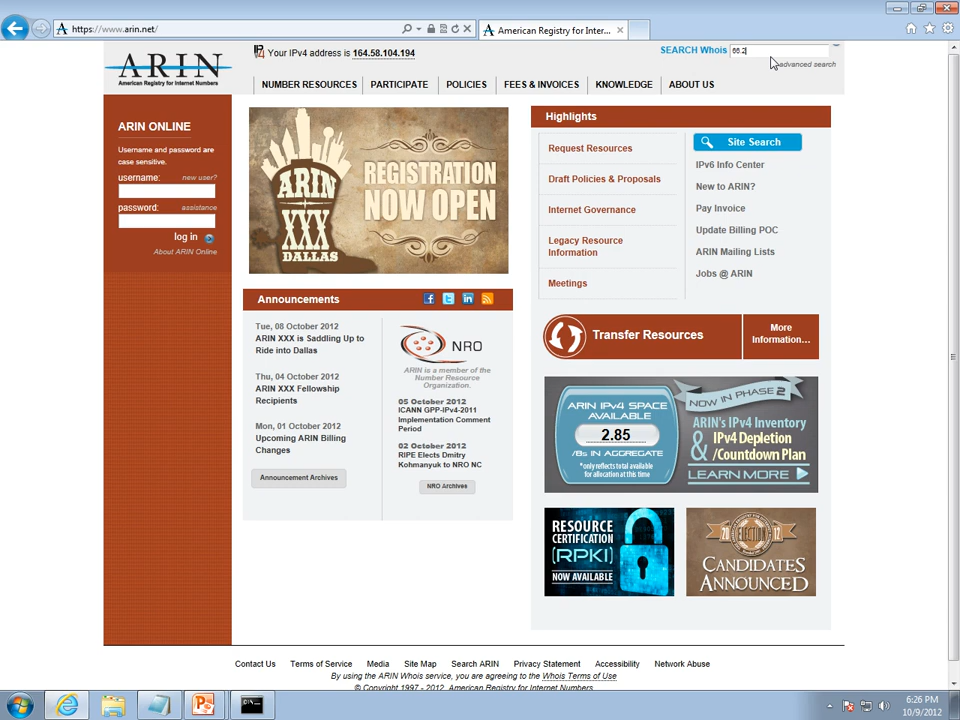 https://www.arin.net/
American Registry for Inter...
ARIN
American Registry for Internet Numbers
Your IPv4 address is 164.58.104.194
SEARCH Whois
66.2
advanced search
NUMBER RESOURCES
PARTICIPATE
POLICIES
FEES & INVOICES
KNOWLEDGE
ABOUT US
ARIN ONLINE
Username and password are
case sensitive.
username:
new user?
password:
assistance
log in
About ARIN Online
ARIN
XXX
DALLAS
REGISTRATION
NOW OPEN
Announcements
Tue, 08 October 2012
ARIN XXX is Saddling Up to
Ride into Dallas
Thu, 04 October 2012
ARIN XXX Fellowship
Recipients
Mon, 01 October 2012
Upcoming ARIN Billing
Changes
Announcement Archives
NRO
ARIN is a member of the
Number Resource
Organization.
05 October 2012
ICANN GPP-IPv4-2011
Implementation Comment
Period
02 October 2012
RIPE Elects Dmitry
Kohmanyuk to NRO NC
NRO Archives
Highlights
Request Resources
Draft Policies & Proposals
Internet Governance
Legacy Resource
Information
Meetings
Site Search
IPv6 Info Center
New to ARIN?
Pay Invoice
Update Billing POC
ARIN Mailing Lists
Jobs @ ARIN
Transfer Resources
More
Information...
ARIN IPv4 SPACE
AVAILABLE
2.85
/8s IN AGGREGATE
*only reflects total available
for allocation at this time
NOW IN PHASE 2
ARIN'S IPv4 Inventory
& IPv4 Depletion
/Countdown Plan
LEARN MORE
RESOURCE
CERTIFICATION
(RPKI)
NOW AVAILABLE
20 ELECTION 12
CANDIDATES
ANNOUNCED
Contact Us
Terms of Service
Media
Site Map
Search ARIN
Privacy Statement
Accessibility
Network Abuse
By using the ARIN Whois service, you are agreeing to the Whois Terms of Use
© Copyright 1997 - 2012, American Registry for Internet Numbers.
6:26 PM
10/9/2012